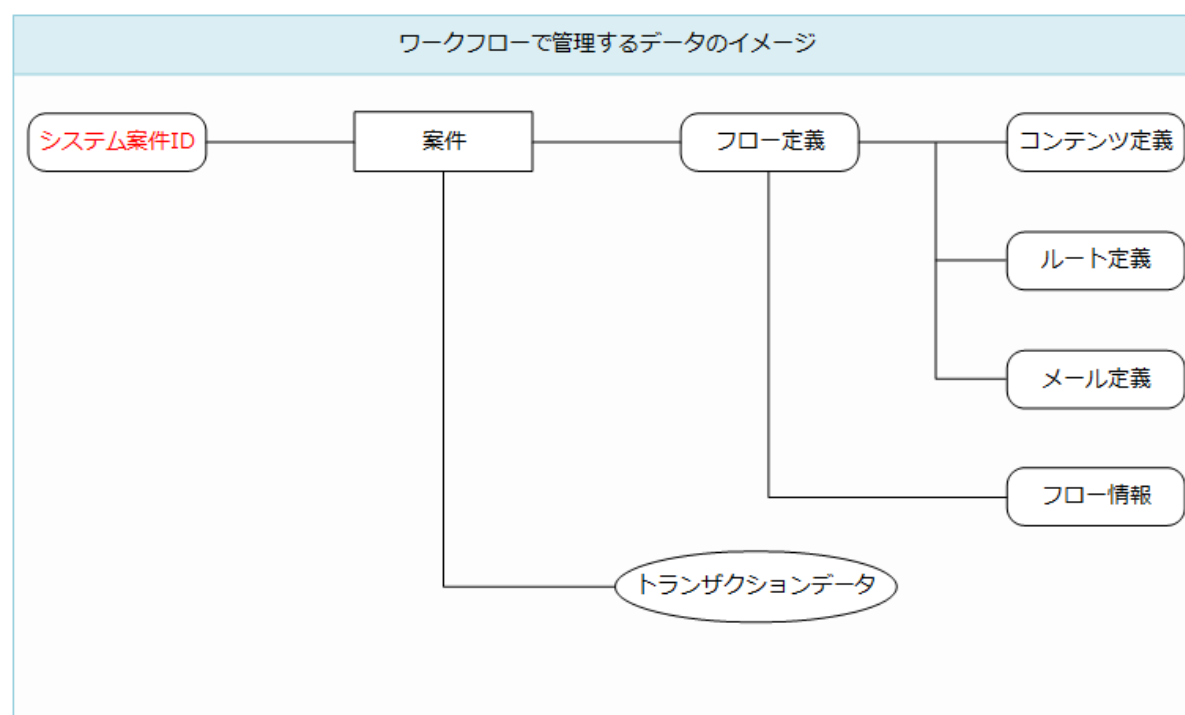 ワークフローで管理するデータのイメージ
システム案件ID
案件
フロー定義
コンテンツ定義
ルート定義
メール定義
フロー情報
トランザクションデータ